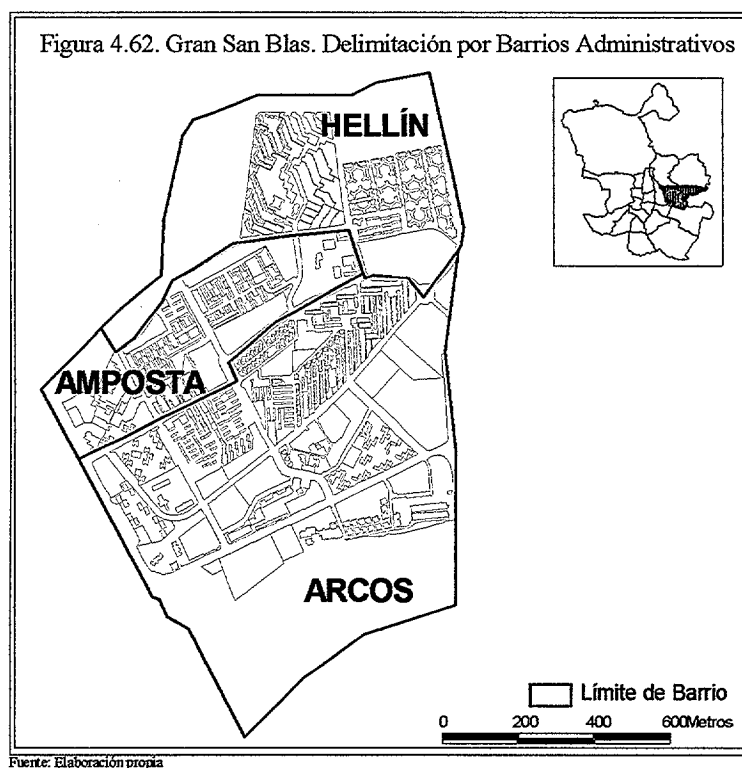 Figura 4.62. Gran San Blas. Delimitación por Barrios Administrativos
HELLÍN
AMPOSTA
ARCOS
Límite de Barrio
0 200 400 600Metros
Fuente: Elaboración propia